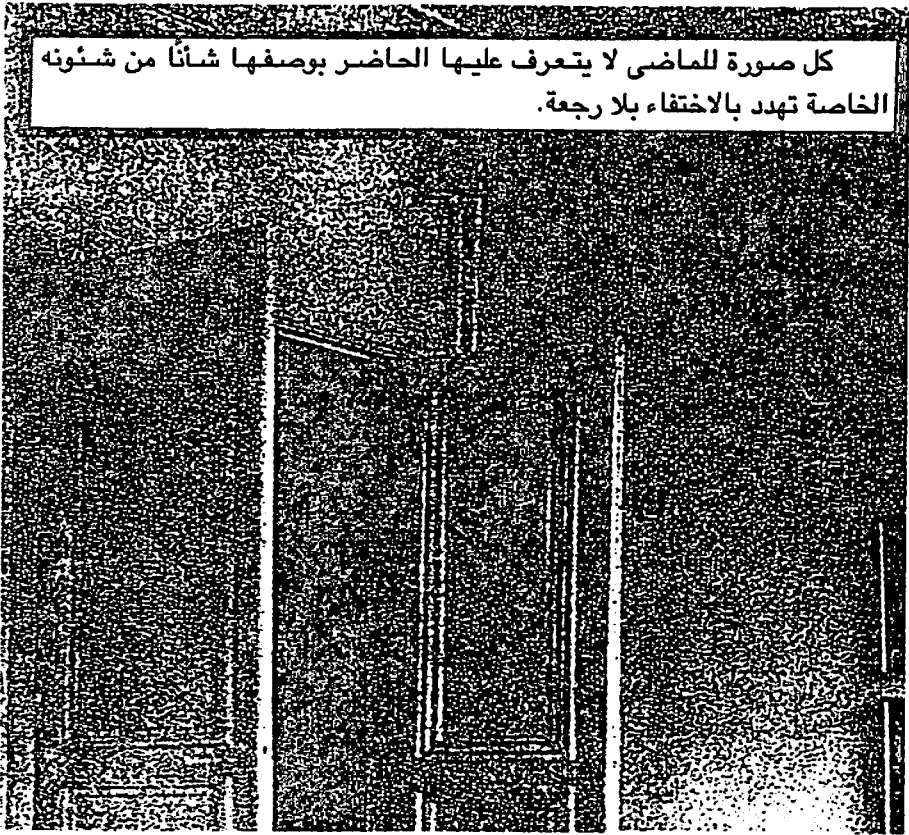 كل صورة للماضى لا يتعرف عليها الحاضر بوصفها شأنًا من شئونه
الخاصة تهدد بالاختفاء بلا رجعة.